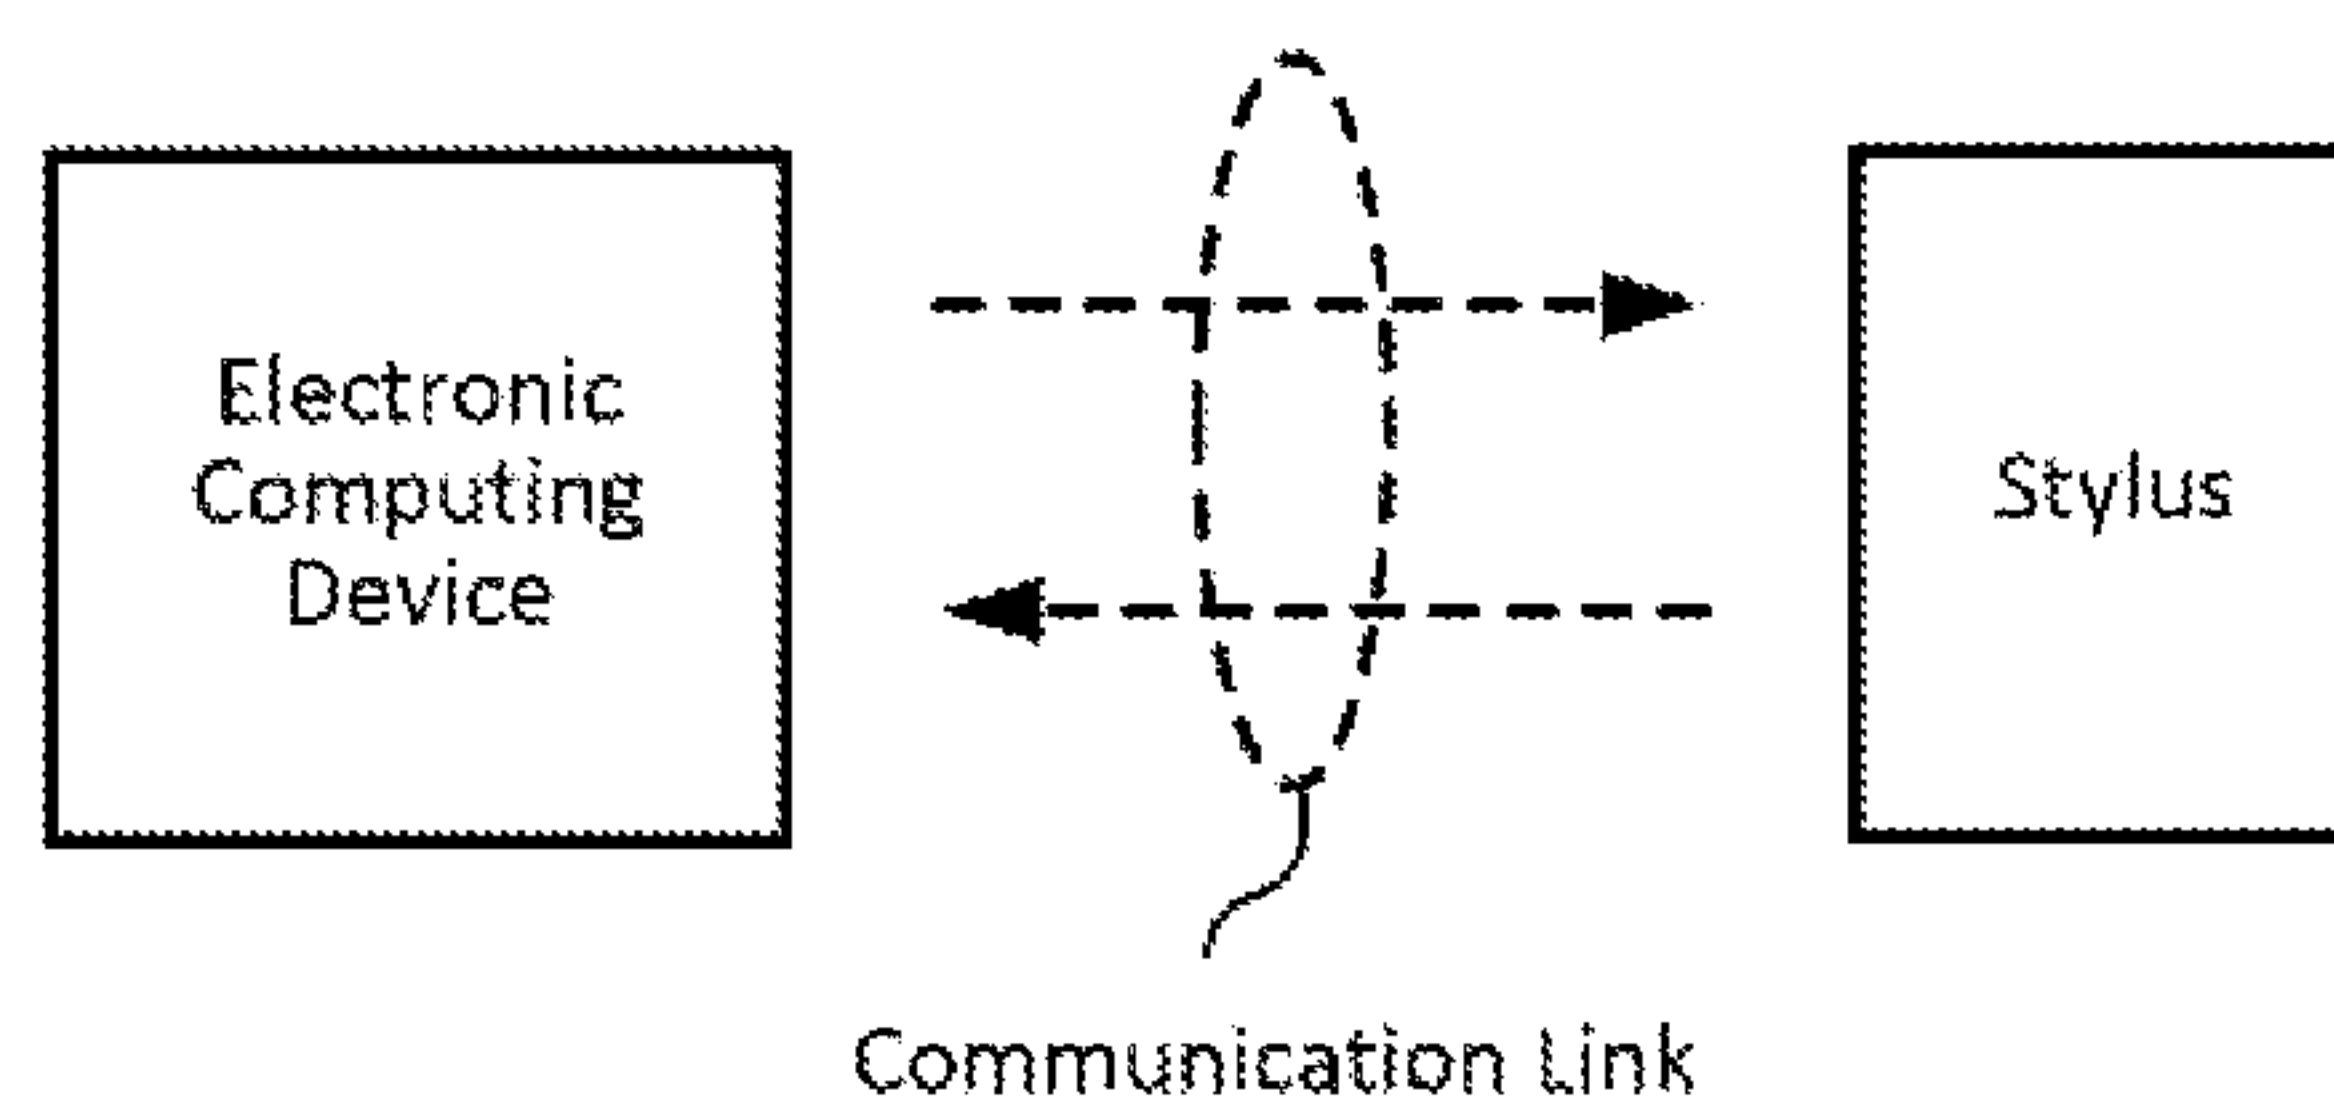 Electronic
Computing
Device
Stylus
Communication Link